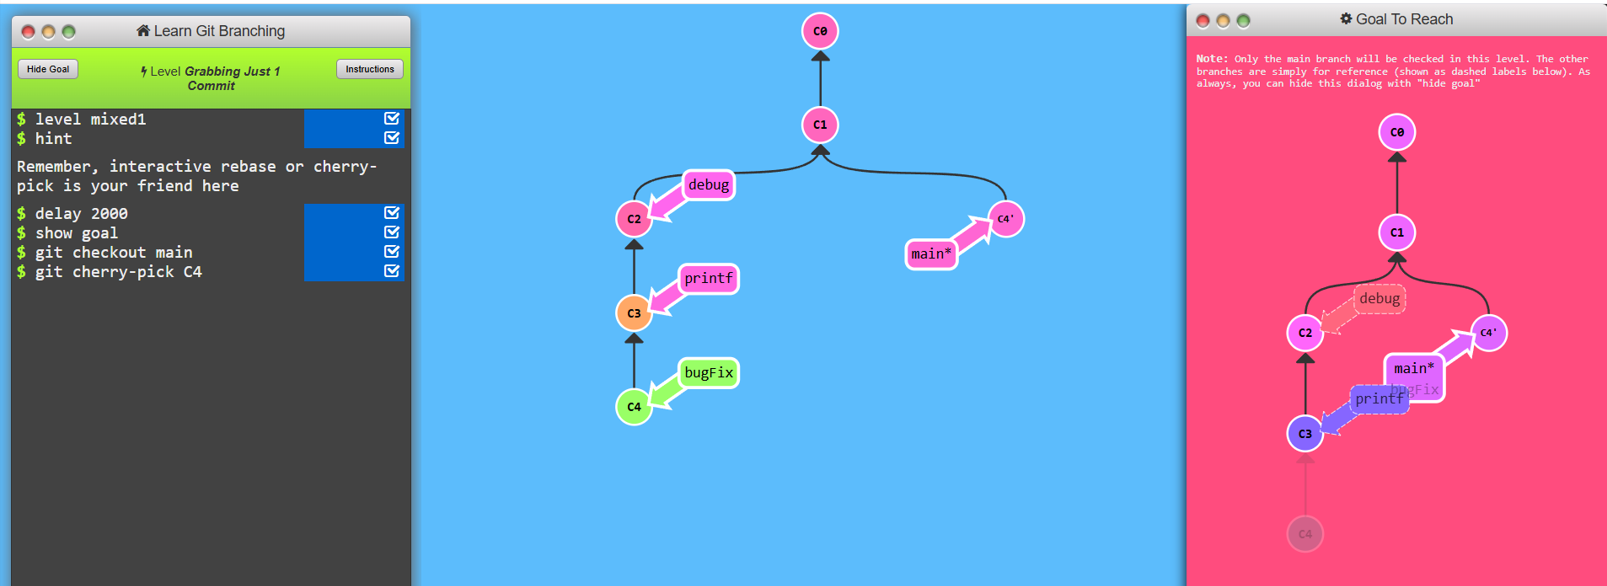 Learn Git Branching
Hide Goal
Level Grabbing Just 1
Commit
Instructions
$ level mixed1
$ hint
Remember, interactive rebase or cherry-
pick is your friend here
$ delay 2000
$ show goal
$ git checkout main
$ git cherry-pick C4
C0
C1
debug
C2
C4'
main*
printf
C3
bugFix
C4
Goal To Reach
Note: Only the main branch will be checked in this level. The other
branches are simply for reference (shown as dashed labels below). As
always, you can hide this dialog with "hide goal"
C0
C1
debug
C2
C4'
main*
bugFix
printf
C3
C4